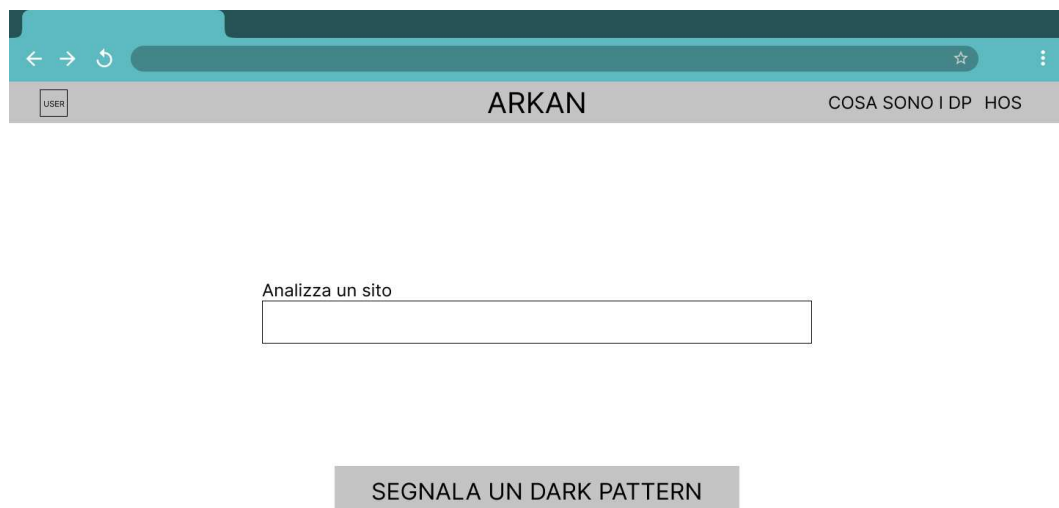 USER ARKAN COSA SONO I DP HOS
Analizza un sito
SEGNALA UN DARK PATTERN